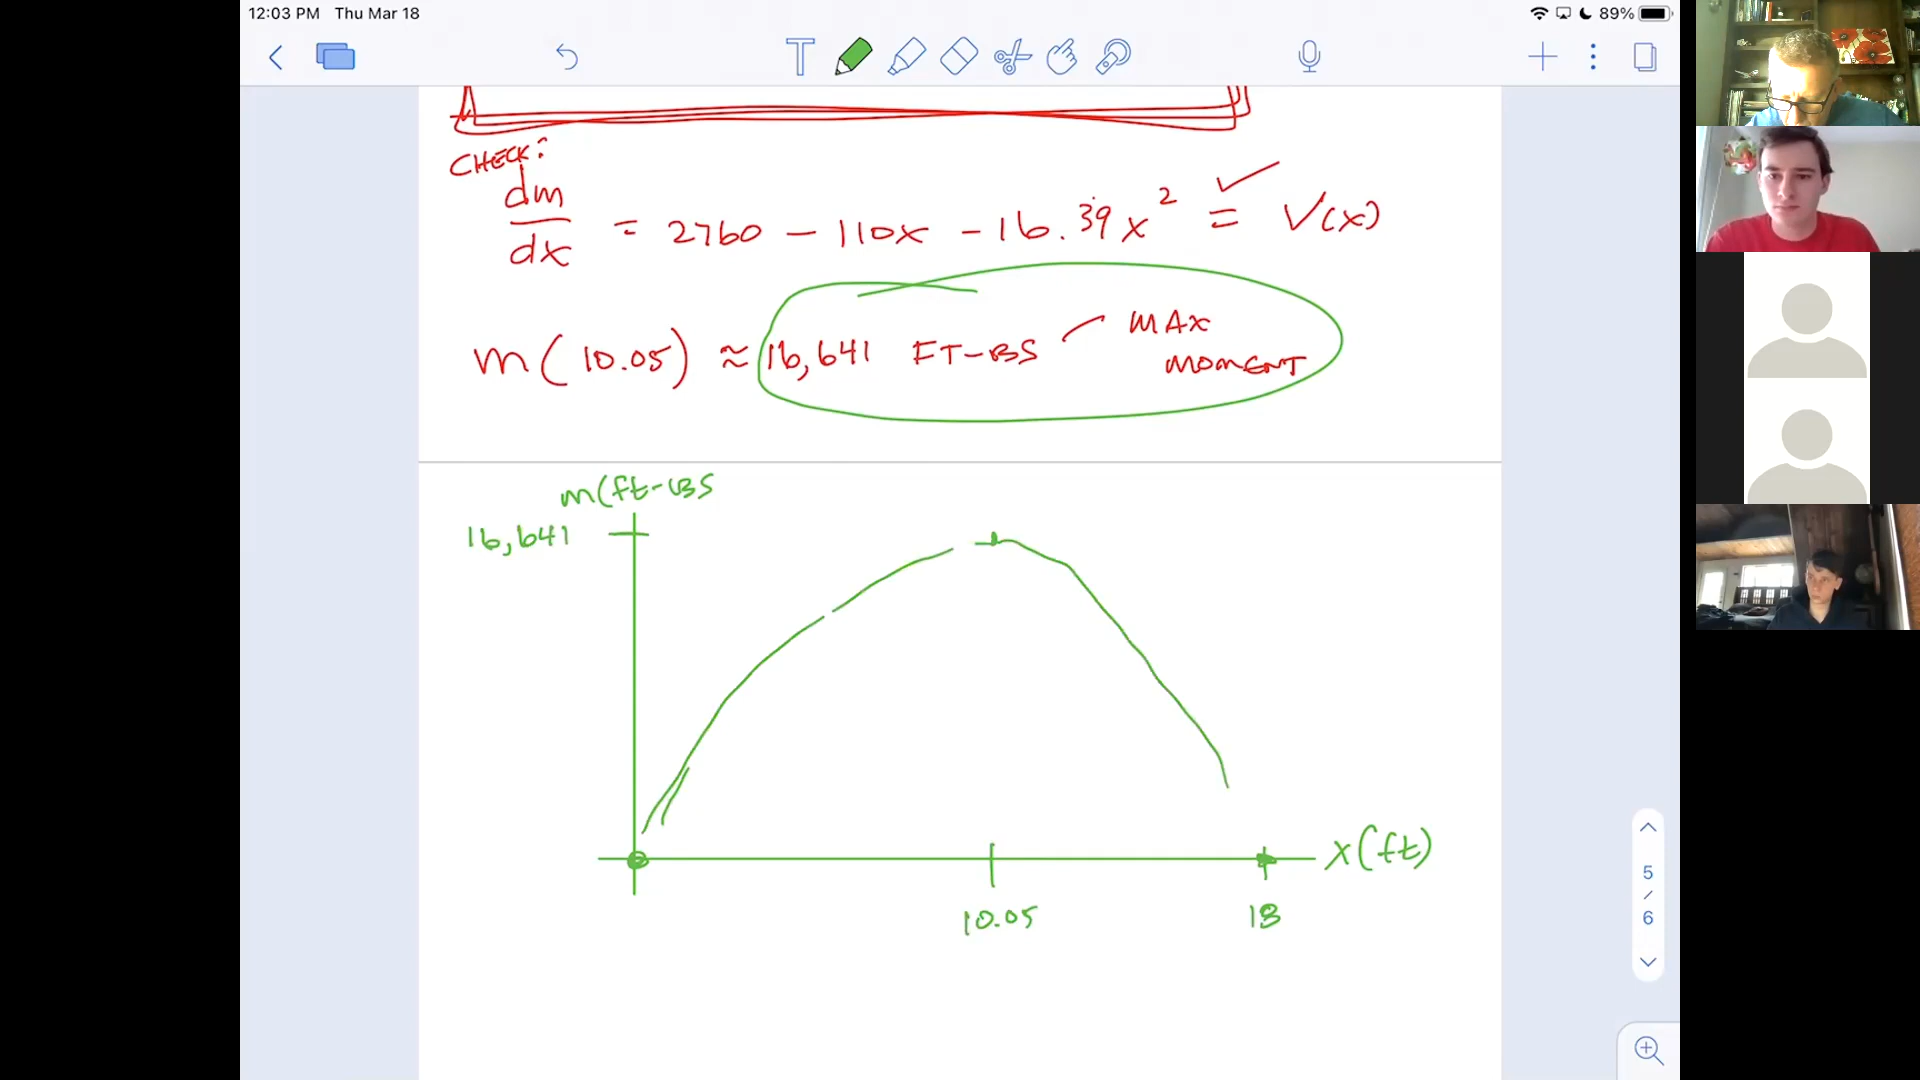 12:03 PM Thu Mar 18
89%
CHECK:
dm/dx = 2760 - 110x - 16.39x² = V(x)
m(10.05) ≈ 16,641 FT-LBS
MAX
MOMENT
m(ft-LBS
16,641
x(ft)
10.05
18
5
/
6